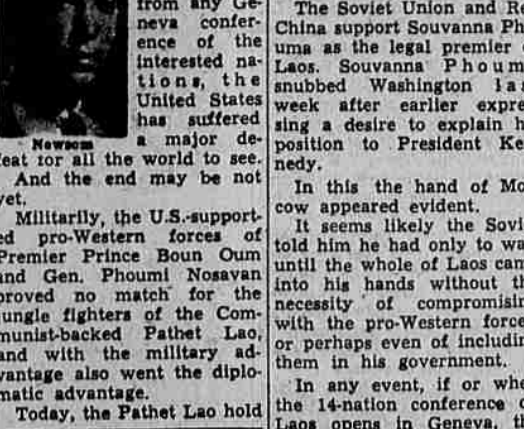 from any Ge-
neva confer-
ence of the
interested na-
tions, the
United States
has suffered
a major de-
Newsom
eat for all the world to see.
And the end may be not
yet.
Militarily, the U.S.-support-
ed pro-Western forces of
Premier Prince Boun Oum
and Gen. Phoumi Nosavan
proved no match for the
ungle fighters of the Com-
munist-backed Pathet Lao,
and with the military ad-
vantage also went the diplo-
matic advantage.
Today, the Pathet Lao hold
The Soviet Union and Re
China support Souvanna Ph
uma as the legal premier
Laos. Souvanna Phoum
snubbed Washington las
week after earlier expre
sing a desire to explain h
position to President Ke
nedy.
In this the hand of Mo
cow appeared evident.
It seems likely the Sovi
told him he had only to wa
until the whole of Laos cam
into his hands without th
necessity of compromisin
with the pro-Western force
or perhaps even of includin
them in his government.
In any event, if or whe
the 14-nation conference o
Laos opens in Geneva, th